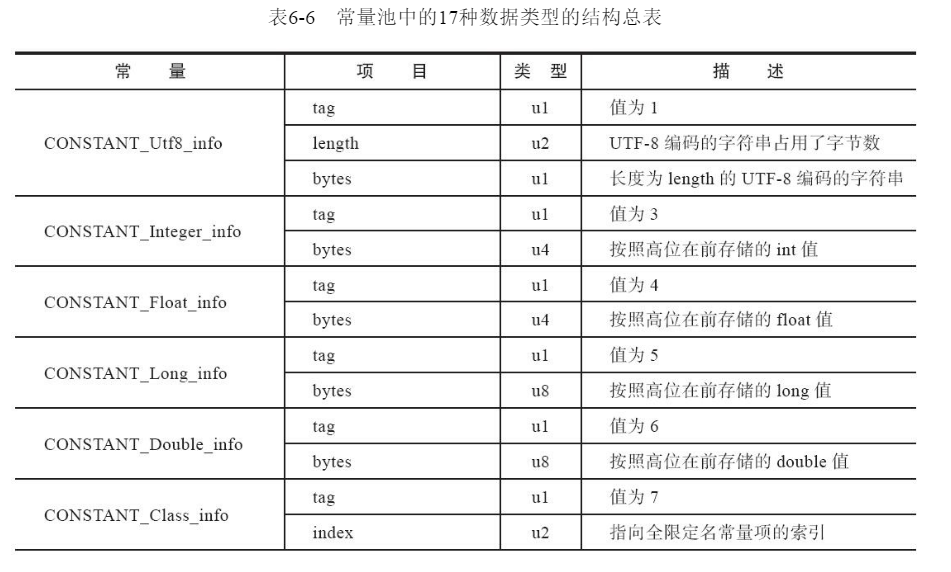 表6-6 常量池中的17种数据类型的结构总表
常 量 项 目 类 型 描 述
CONSTANT_Utf8_info tag u1 值为 1
length u2 UTF-8 编码的字符串占用了字节数
bytes u1 长度为 length 的 UTF-8 编码的字符串
CONSTANT_Integer_info tag u1 值为 3
bytes u4 按照高位在前存储的 int 值
CONSTANT_Float_info tag u1 值为 4
bytes u4 按照高位在前存储的 float 值
CONSTANT_Long_info tag u1 值为 5
bytes u8 按照高位在前存储的 long 值
CONSTANT_Double_info tag u1 值为 6
bytes u8 按照高位在前存储的 double 值
CONSTANT_Class_info tag u1 值为 7
index u2 指向全限定名常量项的索引